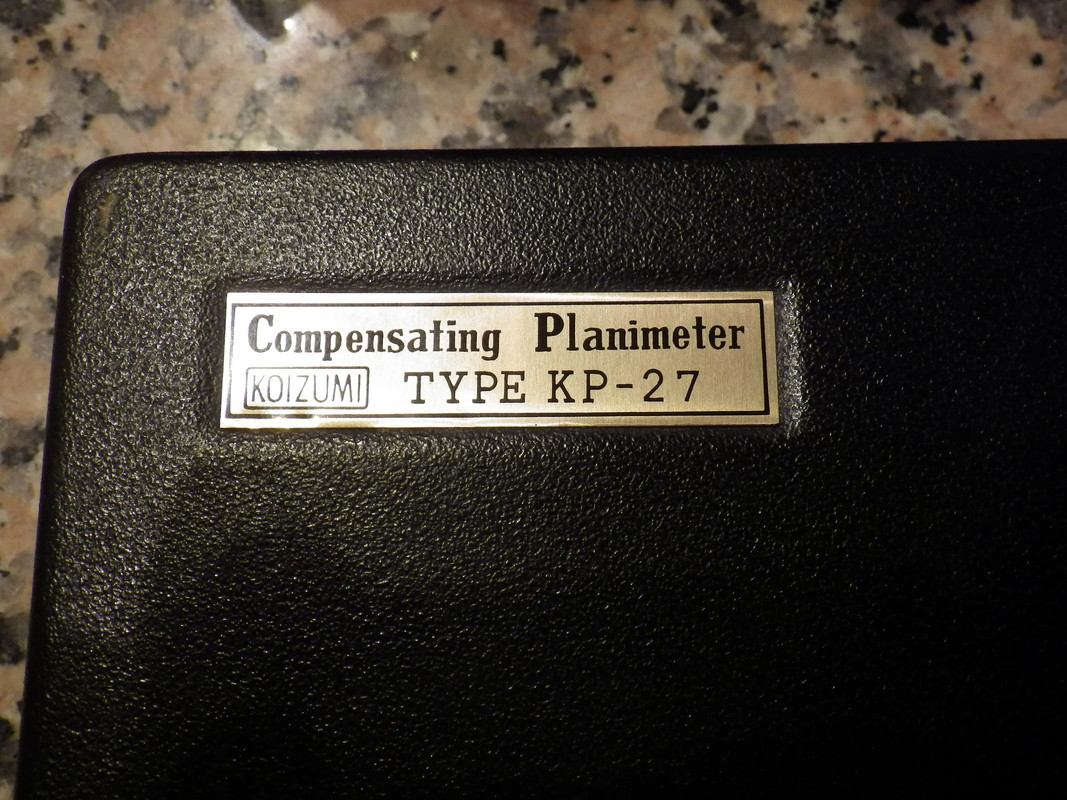 Compensating Planimeter
KOIZUMI TYPE KP-27